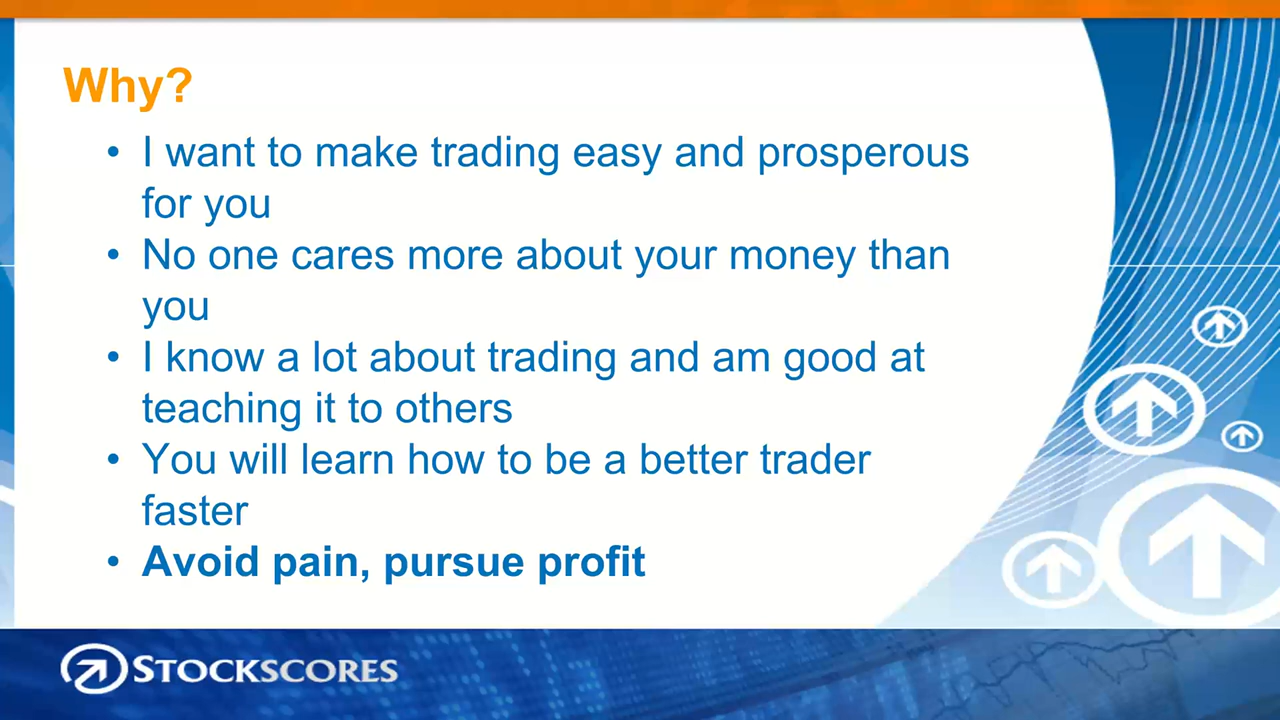 Why?
• I want to make trading easy and prosperous
for you
• No one cares more about your money than
you
• I know a lot about trading and am good at
teaching it to others
• You will learn how to be a better trader
faster
• Avoid pain, pursue profit
STOCKSCORES